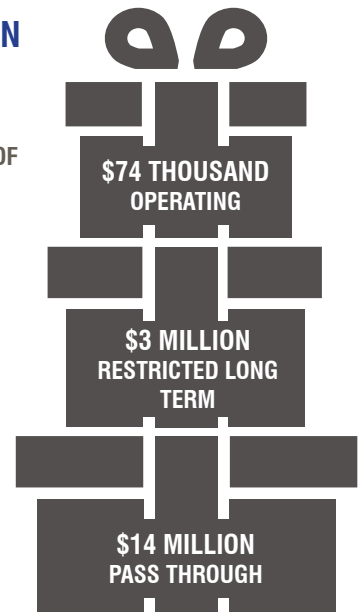 N
OF
$74 THOUSAND
OPERATING
$3 MILLION
RESTRICTED LONG
TERM
$14 MILLION
PASS THROUGH